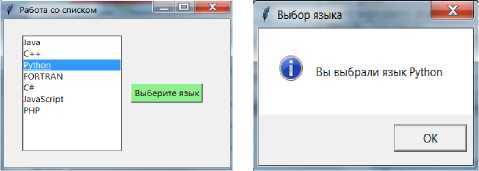 Работа со списком
Java
C++
Python
FORTRAN
C#
JavaScript
PHP
Выберите язык
Выбор языка
Вы выбрали язык Python
OK